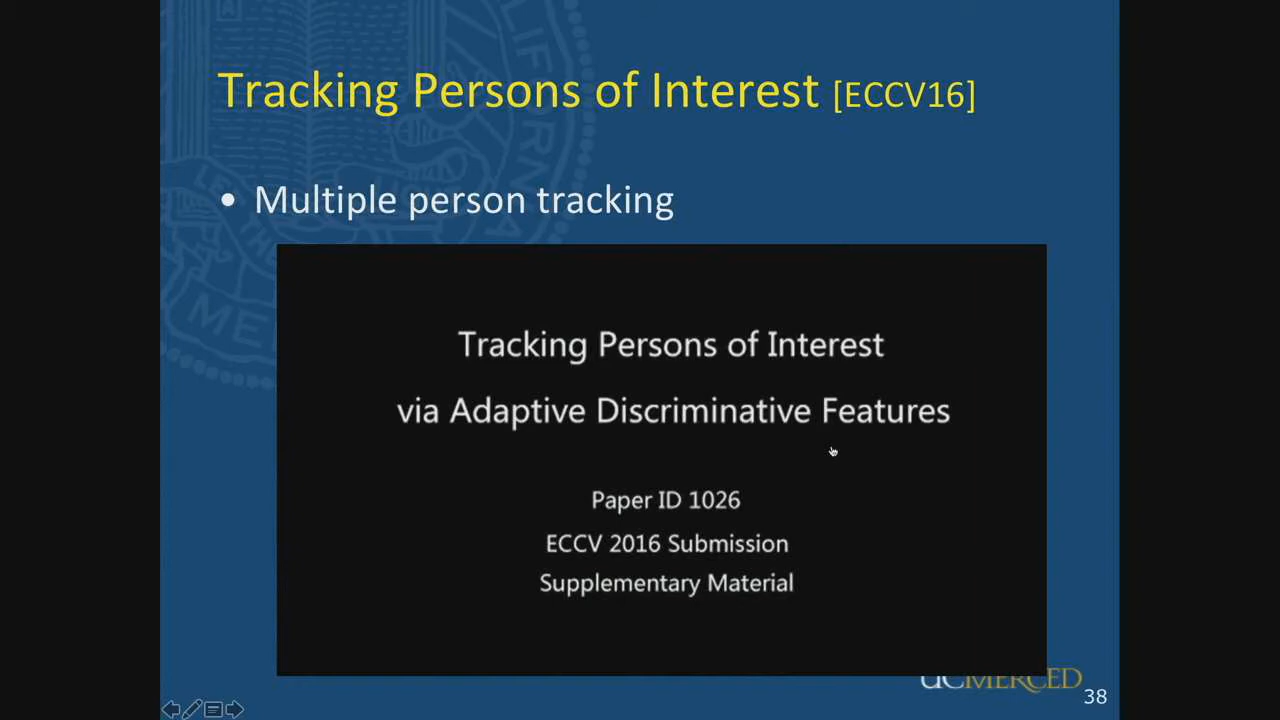 Tracking Persons of Interest [ECCV16]
• Multiple person tracking
Tracking Persons of Interest
via Adaptive Discriminative Features
Paper ID 1026
ECCV 2016 Submission
Supplementary Material
UCMERCED
38